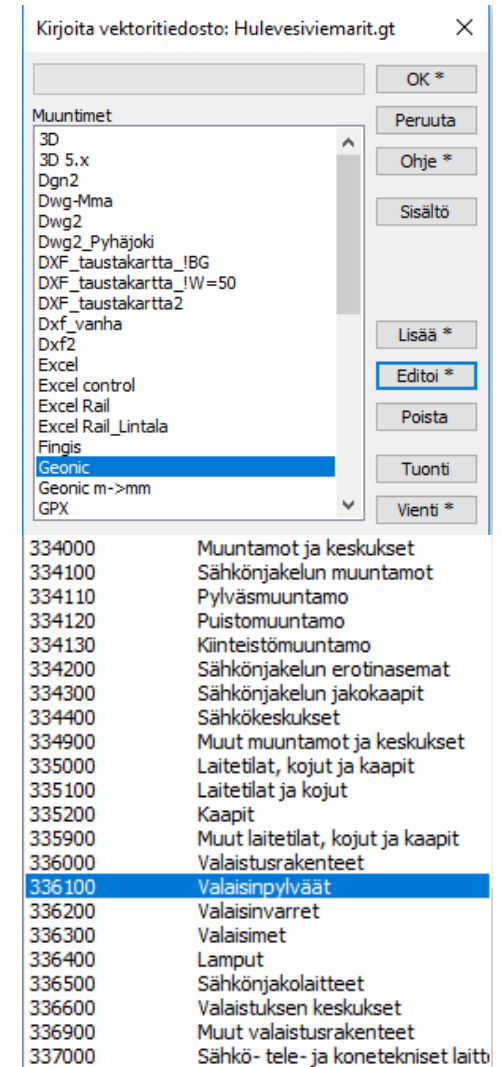 Kirjoita vektoritiedosto: Hulevesiviemarit.gt
OK *
Muuntimet
Peruuta
3D
3D 5.x
Ohje *
Dgn2
Dwg-Mma
Sisältö
Dwg2
Dwg2_Pyhäjoki
DXF_taustakartta_!BG
DXF_taustakartta_!W=50
DXF_taustakartta2
Dxf_vanha
Lisää *
Dxf2
Excel
Editoi *
Excel control
Excel Rail
Poista
Excel Rail_Lintala
Fingis
Geonic
Tuonti
Geonic m->mm
GPX
Vienti *
334000 Muuntamot ja keskukset
334100 Sähkönjakelun muuntamot
334110 Pylväsmuuntamo
334120 Puistomuuntamo
334130 Kiinteistömuuntamo
334200 Sähkönjakelun erotinasemat
334300 Sähkönjakelun jakokaapit
334400 Sähkökeskukset
334900 Muut muuntamot ja keskukset
335000 Laitetilat, kojut ja kaapit
335100 Laitetilat ja kojut
335200 Kaapit
335900 Muut laitetilat, kojut ja kaapit
336000 Valaistusrakenteet
336100 Valaisinpylväät
336200 Valaisinvarret
336300 Valaisimet
336400 Lamput
336500 Sähkönjakolaitteet
336600 Valaistuksen keskukset
336900 Muut valaistusrakenteet
337000 Sähkö- tele- ja konetekniset laitt